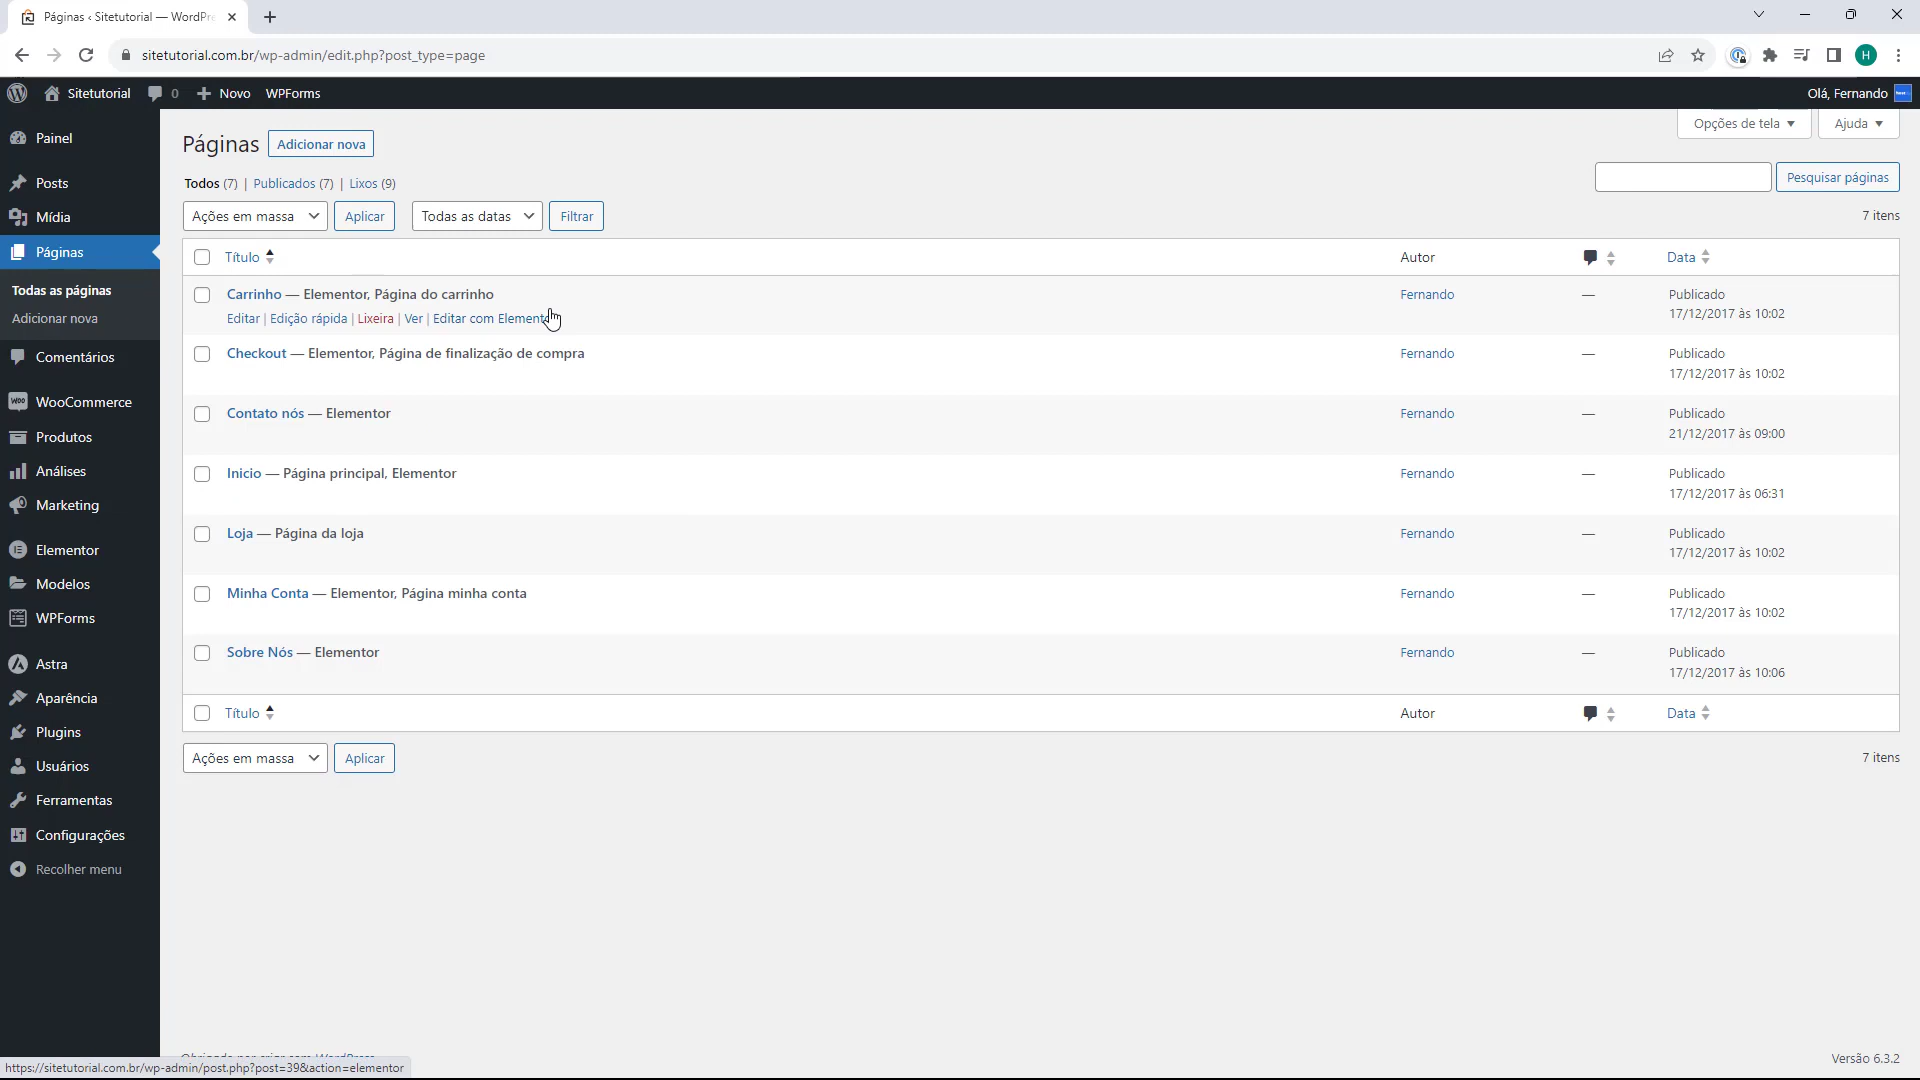 Páginas ‹ Sitetutorial — WordPr
sitetutorial.com.br/wp-admin/edit.php?post_type=page
H
Sitetutorial 0 Novo WPForms Olá, Fernando
Painel
Posts
Mídia
Páginas
Todas as páginas
Adicionar nova
Comentários
WooCommerce
Produtos
Análises
Marketing
Elementor
Modelos
WPForms
Astra
Aparência
Plugins
Usuários
Ferramentas
Configurações
Recolher menu
Opções de tela Ajuda
Páginas Adicionar nova
Todos (7) | Publicados (7) | Lixos (9)
Pesquisar páginas
Ações em massa Aplicar Todas as datas Filtrar 7 itens
Título Autor Data
Carrinho — Elementor, Página do carrinho Fernando — Publicado
17/12/2017 às 10:02
Editar | Edição rápida | Lixeira | Ver | Editar com Elemento
Checkout — Elementor, Página de finalização de compra Fernando — Publicado
17/12/2017 às 10:02
Contato nós — Elementor Fernando — Publicado
21/12/2017 às 09:00
Inicio — Página principal, Elementor Fernando — Publicado
17/12/2017 às 06:31
Loja — Página da loja Fernando — Publicado
17/12/2017 às 10:02
Minha Conta — Elementor, Página minha conta Fernando — Publicado
17/12/2017 às 10:02
Sobre Nós — Elementor Fernando — Publicado
17/12/2017 às 10:06
Título Autor Data
Ações em massa Aplicar 7 itens
Versão 6.3.2
https://sitetutorial.com.br/wp-admin/post.php?post=39&action=elementor